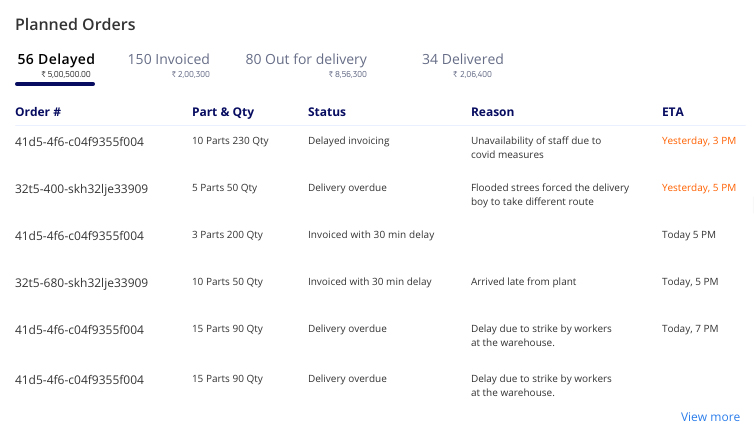 Planned Orders
56 Delayed 150 Invoiced 80 Out for delivery 34 Delivered
₹ 5,00,500.00 ₹ 2,00,300 ₹ 8,56,300 ₹ 2,06,400
Order # Part & Qty Status Reason ETA
41d5-4f6-c04f9355f004 10 Parts 230 Qty Delayed invoicing Unavailability of staff due to Yesterday, 3 PM
covid measures
32t5-400-skh32lje33909 5 Parts 50 Qty Delivery overdue Flooded strees forced the delivery Yesterday, 5 PM
boy to take different route
41d5-4f6-c04f9355f004 3 Parts 200 Qty Invoiced with 30 min delay Today 5 PM
32t5-680-skh32lje33909 10 Parts 50 Qty Invoiced with 30 min delay Arrived late from plant Today, 5 PM
41d5-4f6-c04f9355f004 15 Parts 90 Qty Delivery overdue Delay due to strike by workers Today, 7 PM
at the warehouse.
41d5-4f6-c04f9355f004 15 Parts 90 Qty Delivery overdue Delay due to strike by workers
at the warehouse.
View more